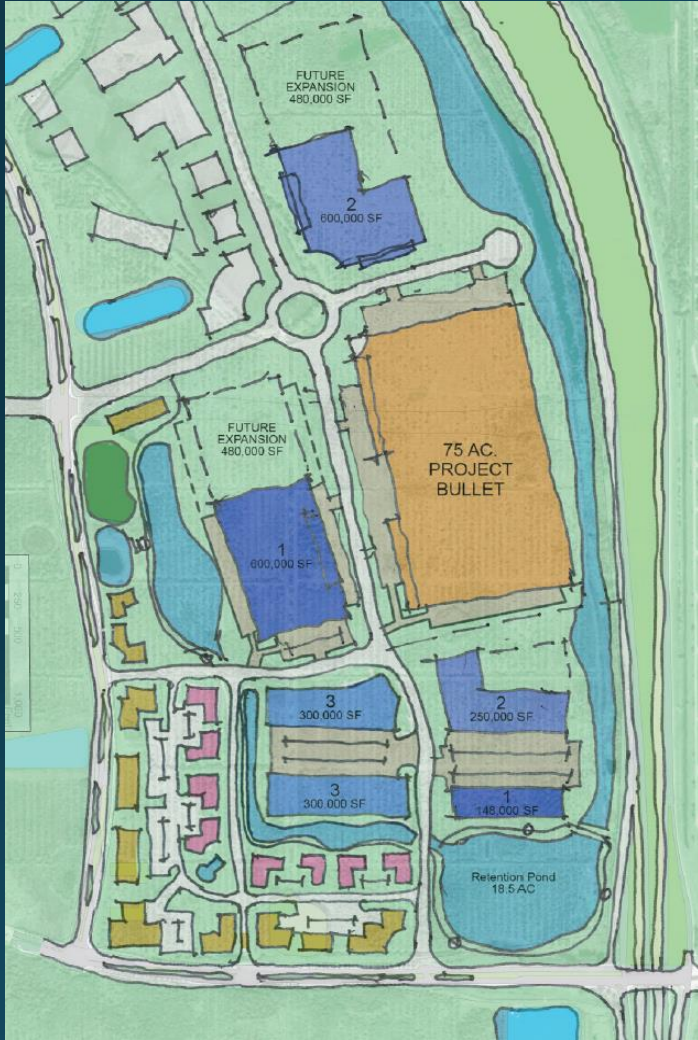 FUTURE
EXPANSION
480,000 SF
2
600,000 SF
FUTURE
EXPANSION
480,000 SF
75 AC.
PROJECT
BULLET
1
600,000 SF
3
300,000 SF
2
250,000 SF
3
300,000 SF
1
148,000 SF
Retention Pond
18.5 AC